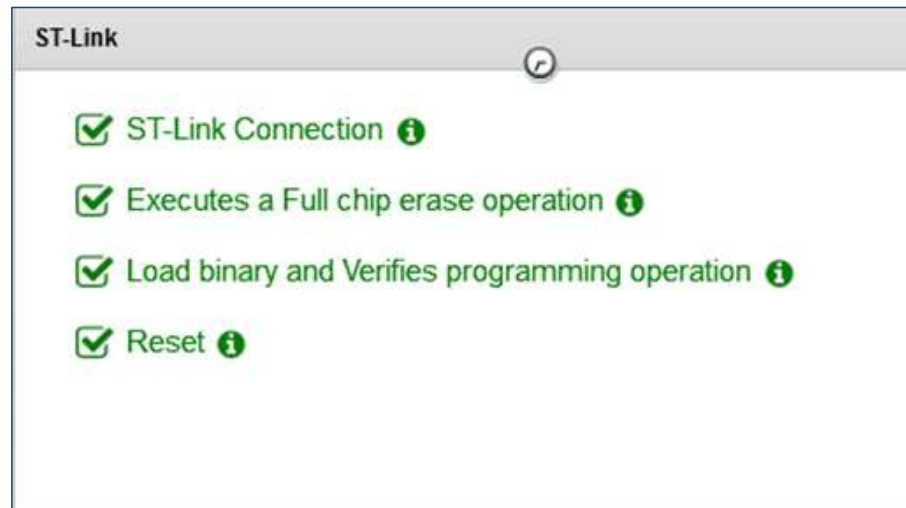 ST-Link
ST-Link Connection
Executes a Full chip erase operation
Load binary and Verifies programming operation
Reset